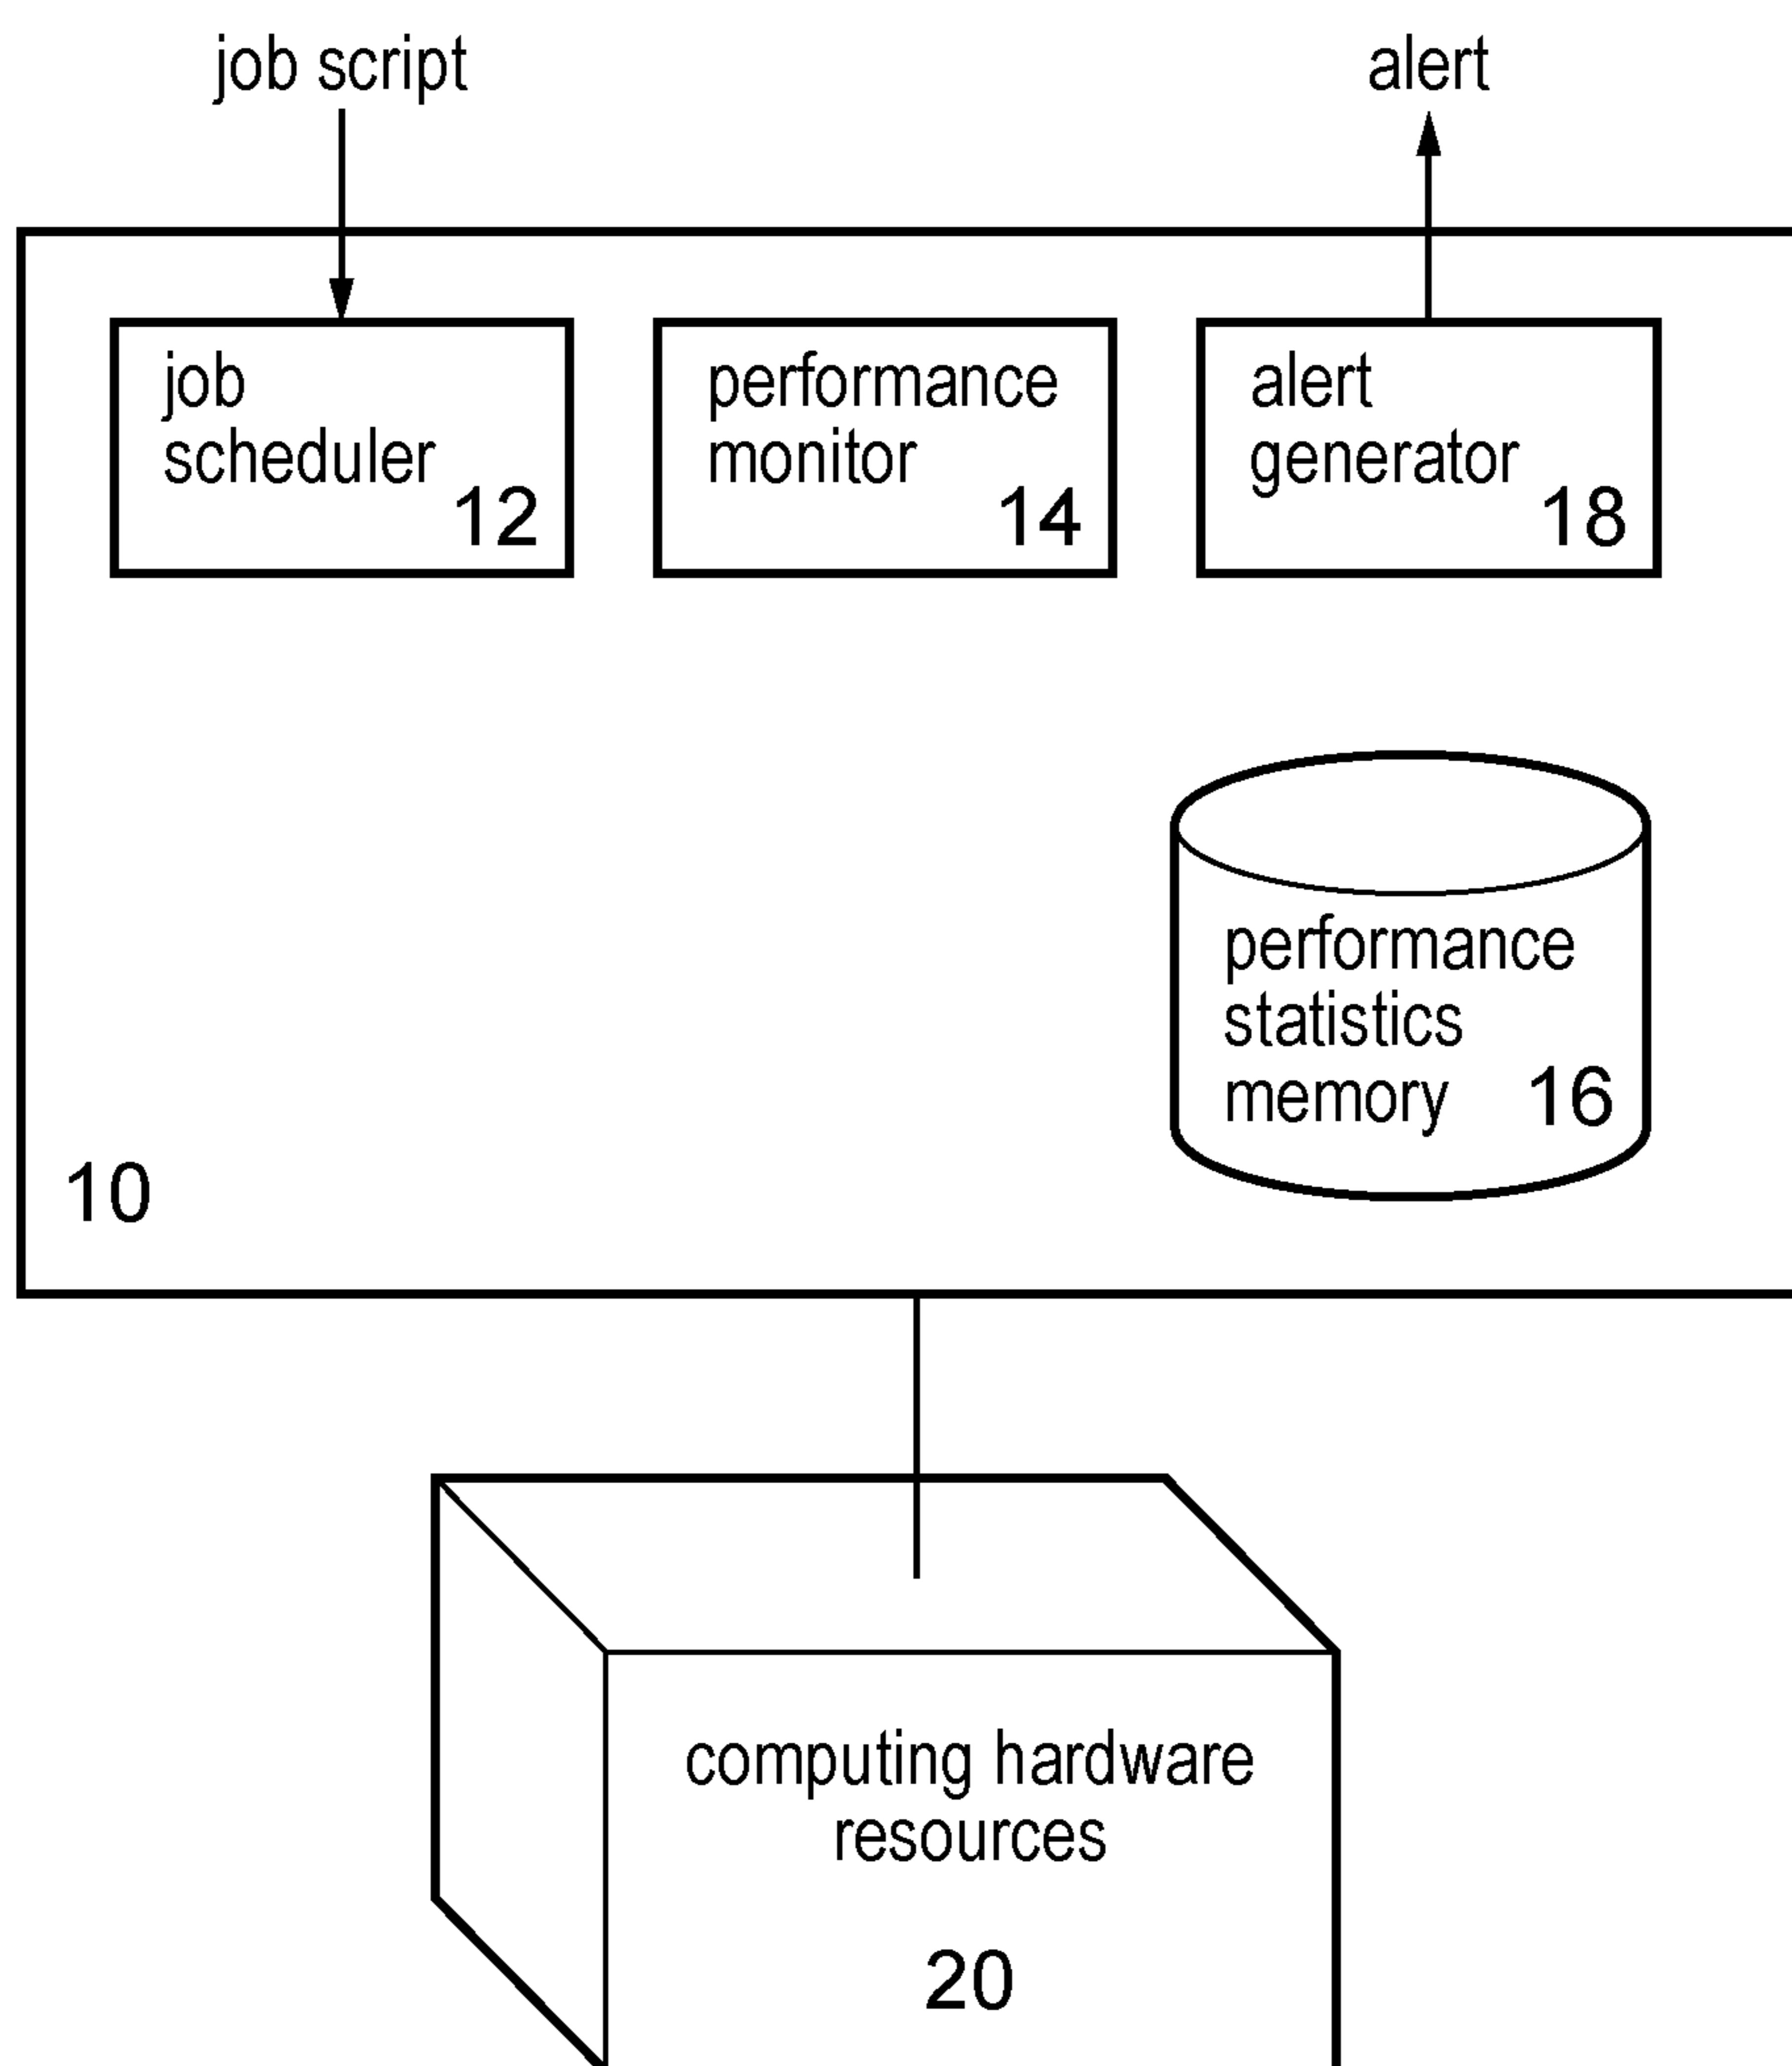 job script
alert
job
scheduler
12
performance
monitor
14
alert
generator
18
performance
statistics
memory 16
10
computing hardware
resources
20